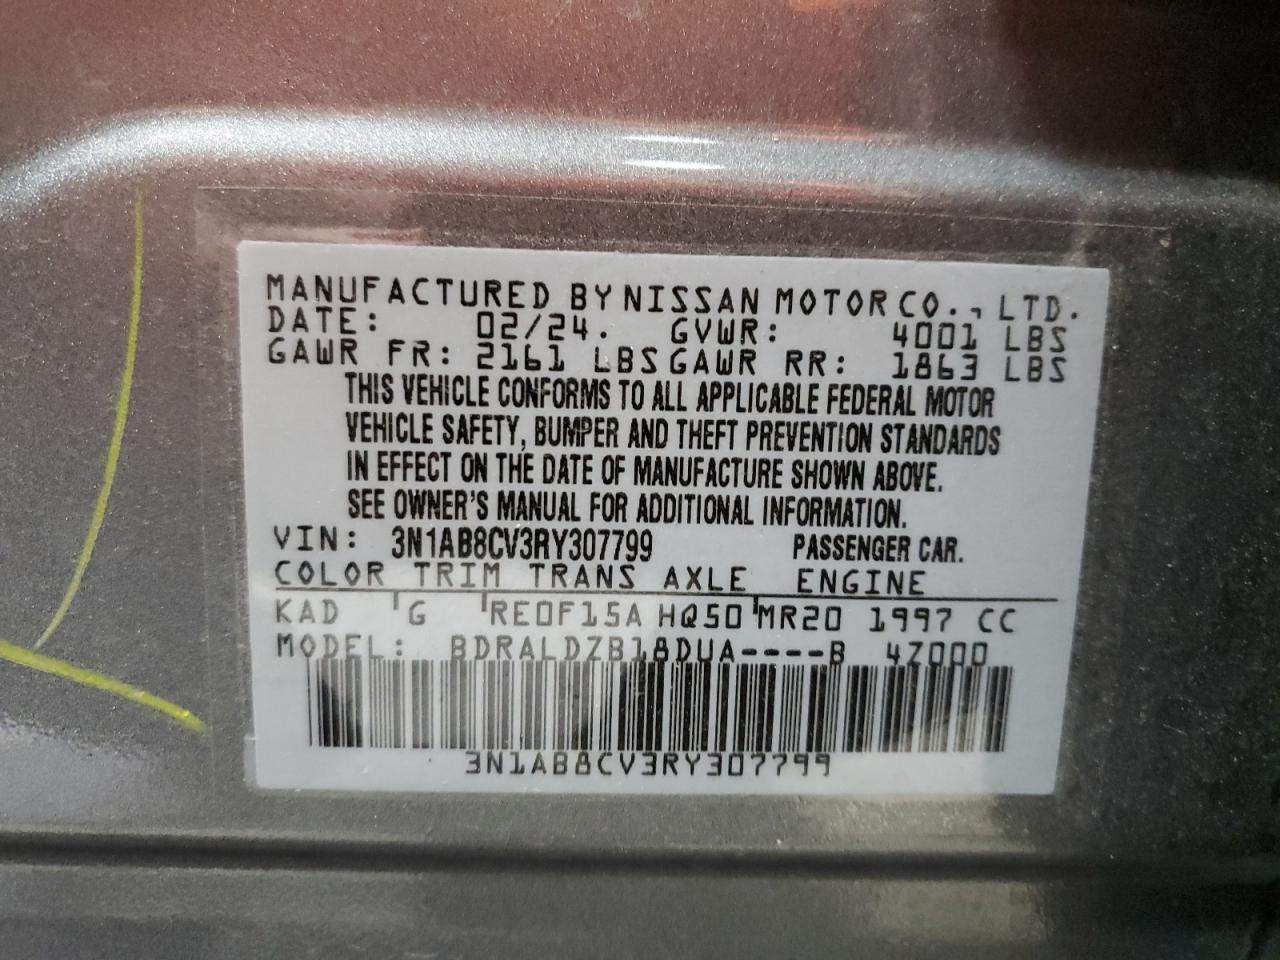 MANUFACTURED BY NISSAN MOTOR CO., LTD.
DATE: 02/24. GVWR: 4001 LBS
GAWR FR: 2161 LBS GAWR RR: 1863 LBS
THIS VEHICLE CONFORMS TO ALL APPLICABLE FEDERAL MOTOR
VEHICLE SAFETY, BUMPER AND THEFT PREVENTION STANDARDS
IN EFFECT ON THE DATE OF MANUFACTURE SHOWN ABOVE.
SEE OWNER'S MANUAL FOR ADDITIONAL INFORMATION.
VIN: 3N1AB8CV3RY307799 PASSENGER CAR.
COLOR TRIM TRANS AXLE ENGINE
KAD G RE0F15A HQ50 MR20 1997 CC
MODEL: BDRALDZB18DUA----B 4Z000
3N1AB8CV3RY307799